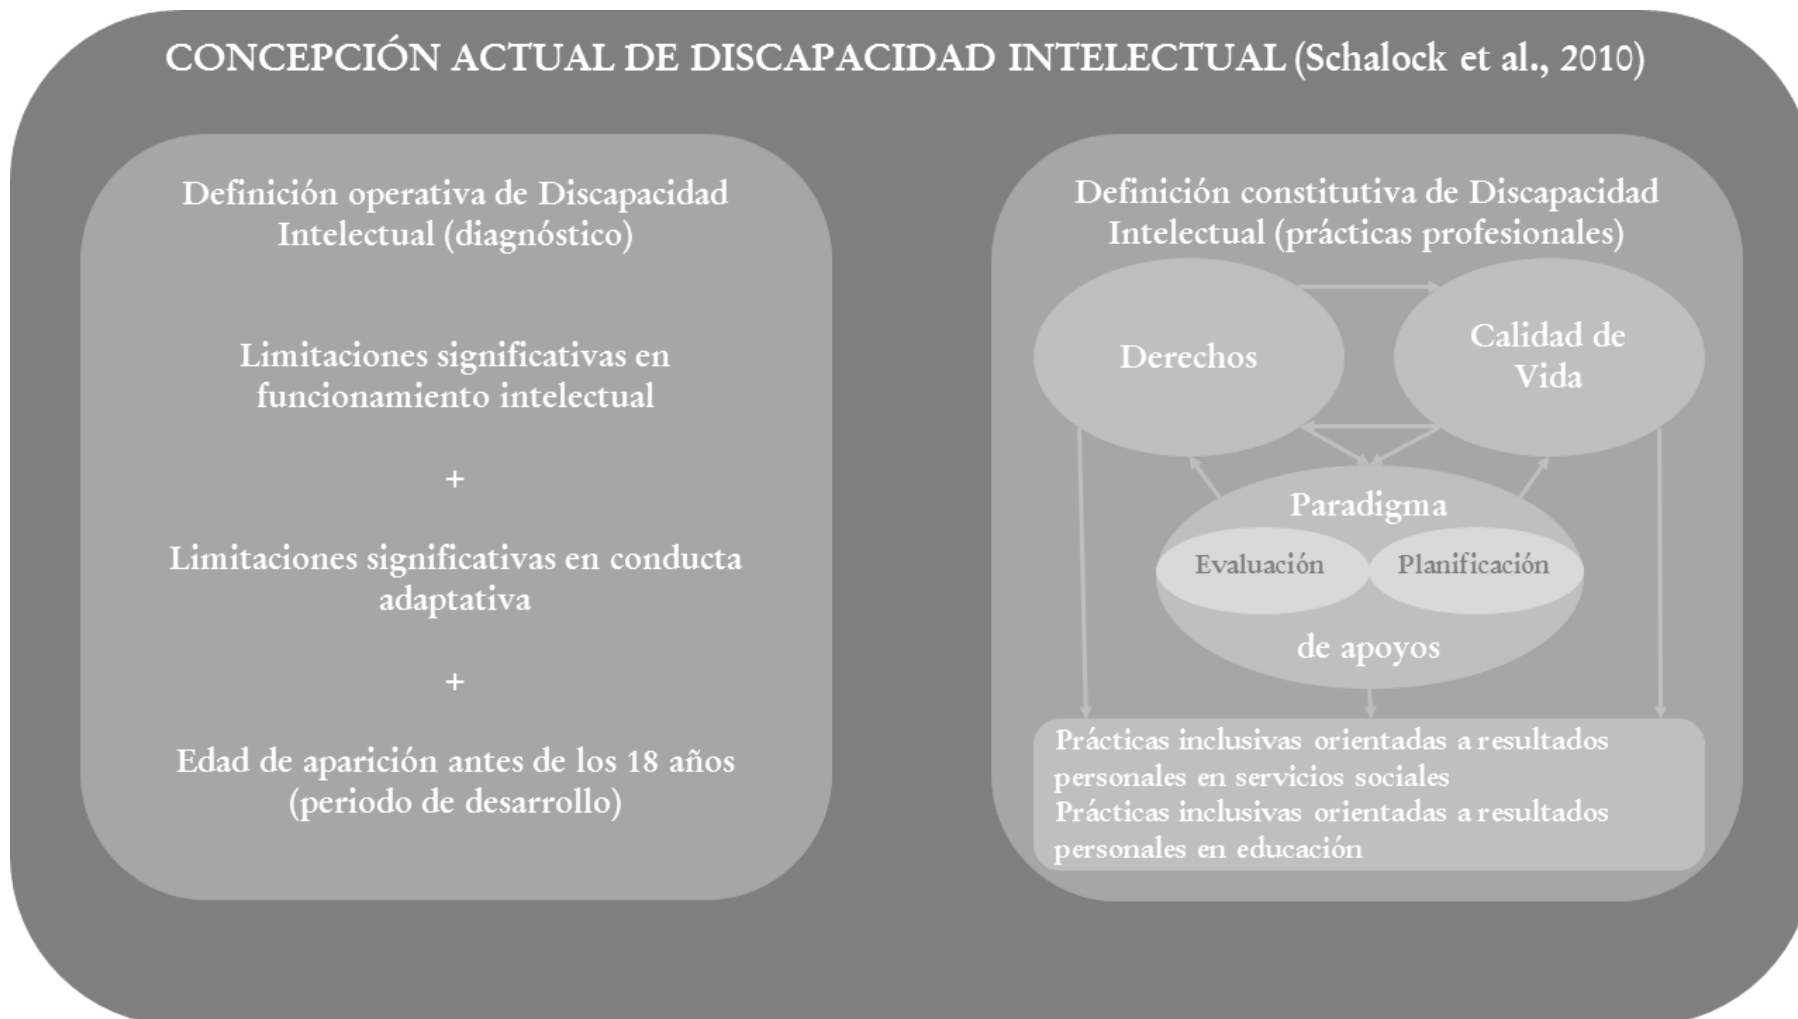 CONCEPCIÓN ACTUAL DE DISCAPACIDAD INTELECTUAL (Schalock et al., 2010)
Definición operativa de Discapacidad
Intelectual (diagnóstico)
Limitaciones significativas en
funcionamiento intelectual
+
Limitaciones significativas en conducta
adaptativa
+
Edad de aparición antes de los 18 años
(periodo de desarrollo)
Definición constitutiva de Discapacidad
Intelectual (prácticas profesionales)
Derechos
Calidad de
Vida
Paradigma
Evaluación
Planificación
de apoyos
Prácticas inclusivas orientadas a resultados
personales en servicios sociales
Prácticas inclusivas orientadas a resultados
personales en educación